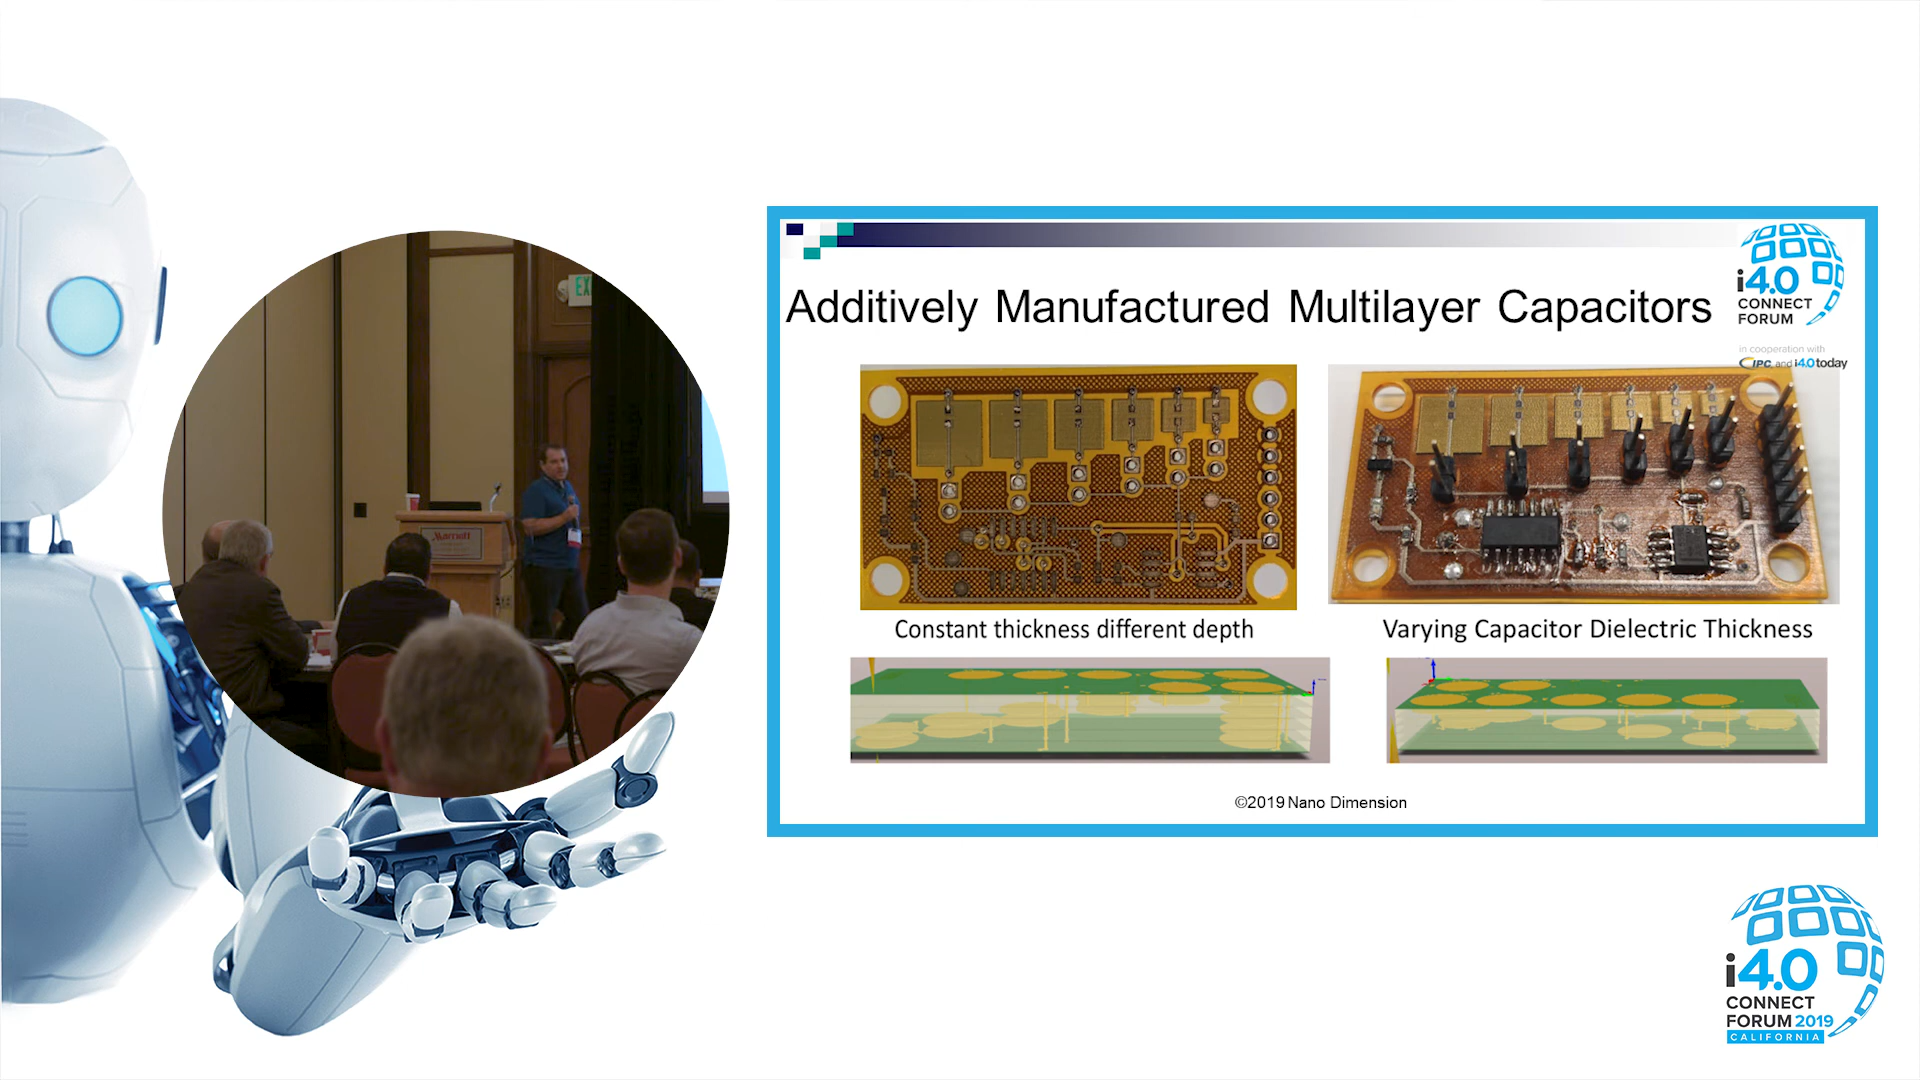 EX
Marriott
Additively Manufactured Multilayer Capacitors
i4.0
CONNECT
FORUM
in cooperation with
IPC and i4.0today
Constant thickness different depth
Varying Capacitor Dielectric Thickness
©2019 Nano Dimension
i4.0
CONNECT
FORUM 2019
CALIFORNIA